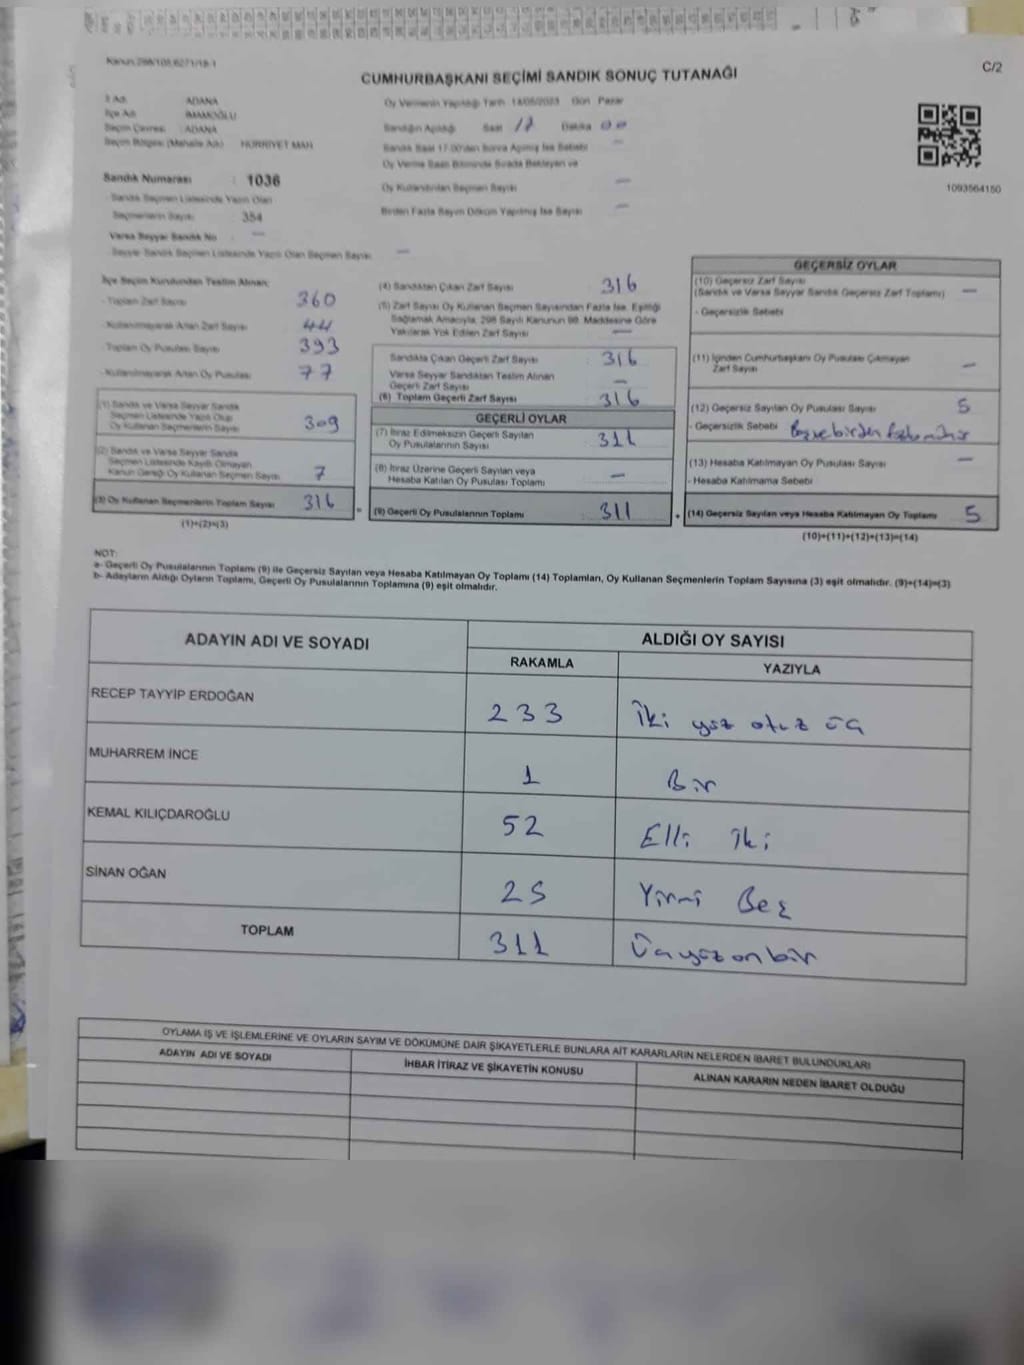 Kanun:298/105,6271/18-1
C/2
CUMHURBAŞKANI SEÇİMİ SANDIK SONUÇ TUTANAĞI
İl Adı : ADANA
İlçe Adı : İMAMOĞLU
Seçim Çevresi : ADANA
Seçim Bölgesi (Mahalle Adı) HÜRRİYET MAH
Sandık Numarası : 1036
Sandık Seçmen Listesinde Yazılı Olan
Seçmenlerin Sayısı 354
Varsa Seyyar Sandık No —
Seyyar Sandık Seçmen Listesinde Yazılı Olan Seçmen Sayısı —
Oy Vermenin Yapıldığı Tarih 14/05/2023 Gün Pazar
Sandığın Açıldığı Saat 17 Dakika 00
Sandık Saat 17.00'den Sonra Açılmış İse Sebebi —
Oy Verme Saati Bitiminde Sırada Bekleyen ve
Oy Kullandırılan Seçmen Sayısı —
Birden Fazla Sayım Döküm Yapılmış İse Sayısı —
1093564150
İlçe Seçim Kurulundan Teslim Alınan;
- Toplam Zarf Sayısı 360
- Kullanılmayarak Artan Zarf Sayısı 44
- Toplam Oy Pusulası Sayısı 393
- Kullanılmayarak Artan Oy Pusulası 77
(1) Sandık ve Varsa Seyyar Sandık
Seçmen Listesinde Yazılı Olup
Oy Kullanan Seçmenlerin Sayısı 309
(2) Sandık ve Varsa Seyyar Sandık
Seçmen Listesinde Kayıtlı Olmayan
Kanun Gereği Oy Kullanan Seçmen Sayısı 7
(3) Oy Kullanan Seçmenlerin Toplam Sayısı 316
(1)+(2)=(3)
(4) Sandıktan Çıkan Zarf Sayısı 316
(5) Zarf Sayısı Oy Kullanan Seçmen Sayısından Fazla İse, Eşitliği
Sağlamak Amacıyla, 298 Sayılı Kanunun 98. Maddesine Göre
Yakılarak Yok Edilen Zarf Sayısı —
Sandıkta Çıkan Geçerli Zarf Sayısı 316
Varsa Seyyar Sandıktan Teslim Alınan
Geçerli Zarf Sayısı —
(6) Toplam Geçerli Zarf Sayısı 316
GEÇERLİ OYLAR
(7) İtiraz Edilmeksizin Geçerli Sayılan
Oy Pusulalarının Sayısı 311
(8) İtiraz Üzerine Geçerli Sayılan veya
Hesaba Katılan Oy Pusulası Toplamı —
(9) Geçerli Oy Pusulalarının Toplamı 311
GEÇERSİZ OYLAR
(10) Geçersiz Zarf Sayısı
(Sandık ve Varsa Seyyar Sandık Geçersiz Zarf Toplamı) —
- Geçersizlik Sebebi
(11) İçinden Cumhurbaşkanı Oy Pusulası Çıkmayan
Zarf Sayısı —
(12) Geçersiz Sayılan Oy Pusulası Sayısı 5
- Geçersizlik Sebebi
(13) Hesaba Katılmayan Oy Pusulası Sayısı —
- Hesaba Katılmama Sebebi
(14) Geçersiz Sayılan veya Hesaba Katılmayan Oy Toplamı 5
(10)+(11)+(12)+(13)=(14)
NOT:
a- Geçerli Oy Pusulalarının Toplamı (9) ile Geçersiz Sayılan veya Hesaba Katılmayan Oy Toplamı (14) Toplamları, Oy Kullanan Seçmenlerin Toplam Sayısına (3) eşit olmalıdır. (9)+(14)=(3)
b- Adayların Aldığı Oyların Toplamı, Geçerli Oy Pusulalarının Toplamına (9) eşit olmalıdır.
ADAYIN ADI VE SOYADI
ALDIĞI OY SAYISI
RAKAMLA YAZIYLA
RECEP TAYYİP ERDOĞAN 233 İki yüz otuz üç
MUHARREM İNCE 1 Bir
KEMAL KILIÇDAROĞLU 52 Elli iki
SİNAN OĞAN 25 Yirmi Beş
TOPLAM 311 Üçyüzonbir
OYLAMA İŞ VE İŞLEMLERİNE VE OYLARIN SAYIM VE DÖKÜMÜNE DAİR ŞİKAYETLERLE BUNLARA AİT KARARLARIN NELERDEN İBARET BULUNDUKLARI
ADAYIN ADI VE SOYADI İHBAR İTİRAZ VE ŞİKAYETİN KONUSU ALINAN KARARIN NEDEN İBARET OLDUĞU